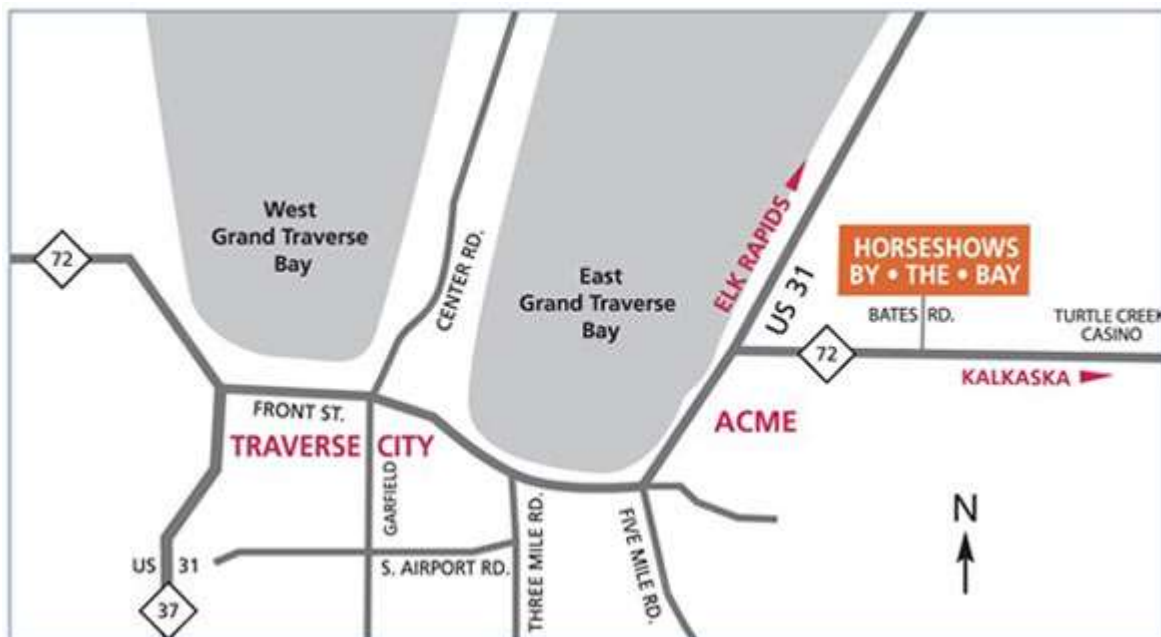 West
Grand Traverse
Bay
72
CENTER RD.
East
Grand Traverse
Bay
ELK RAPIDS
US 31
HORSESHOWS
BY • THE • BAY
BATES RD.
TURTLE CREEK
CASINO
72
KALKASKA
FRONT ST.
TRAVERSE CITY
ACME
GARFIELD
S. AIRPORT RD.
THREE MILE RD.
FIVE MILE RD.
US 31
37
N